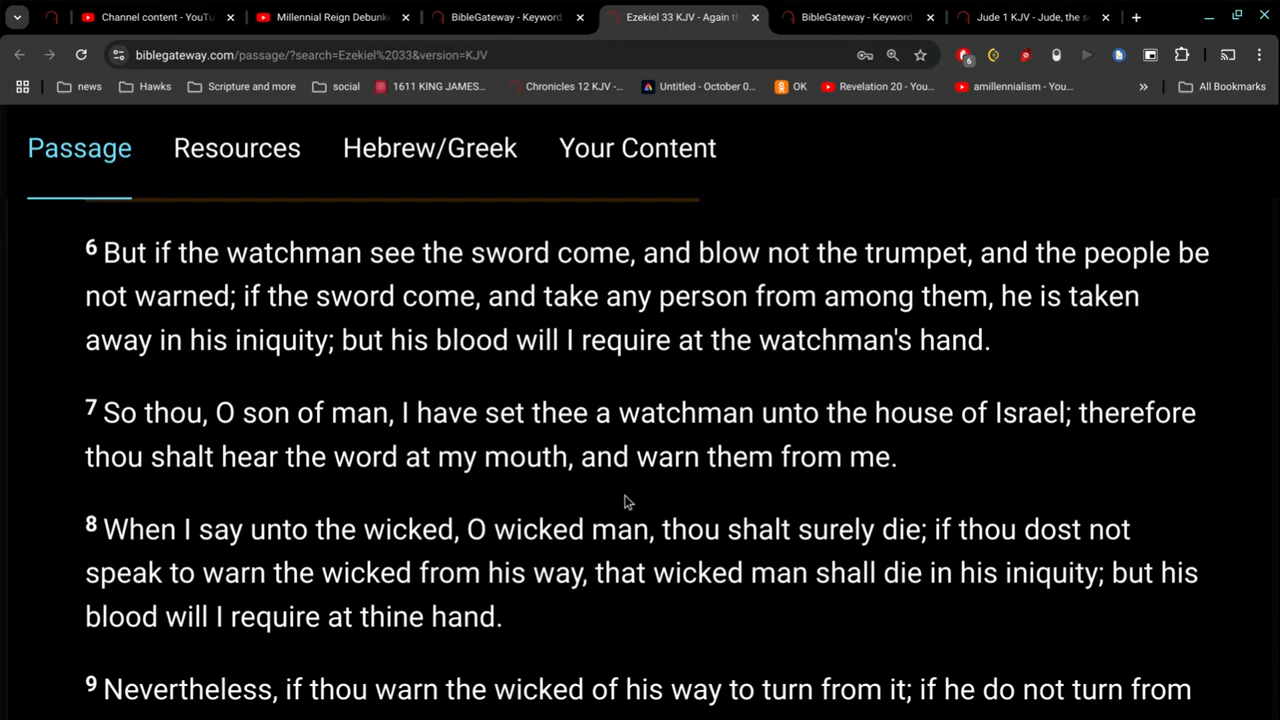 Channel content - YouTu
Millennial Reign Debunke
BibleGateway - Keyword
Ezekiel 33 KJV - Again th
BibleGateway - Keyword
Jude 1 KJV - Jude, the se
biblegateway.com/passage/?search=Ezekiel%2033&version=KJV
6
news
Hawks
Scripture and more
social
1611 KING JAMES...
Chronicles 12 KJV -...
Untitled - October 0...
OK
Revelation 20 - You...
amillennialism - You...
All Bookmarks
Passage
Resources
Hebrew/Greek
Your Content
6 But if the watchman see the sword come, and blow not the trumpet, and the people be
not warned; if the sword come, and take any person from among them, he is taken
away in his iniquity; but his blood will I require at the watchman's hand.
7 So thou, O son of man, I have set thee a watchman unto the house of Israel; therefore
thou shalt hear the word at my mouth, and warn them from me.
8 When I say unto the wicked, O wicked man, thou shalt surely die; if thou dost not
speak to warn the wicked from his way, that wicked man shall die in his iniquity; but his
blood will I require at thine hand.
9 Nevertheless, if thou warn the wicked of his way to turn from it; if he do not turn from